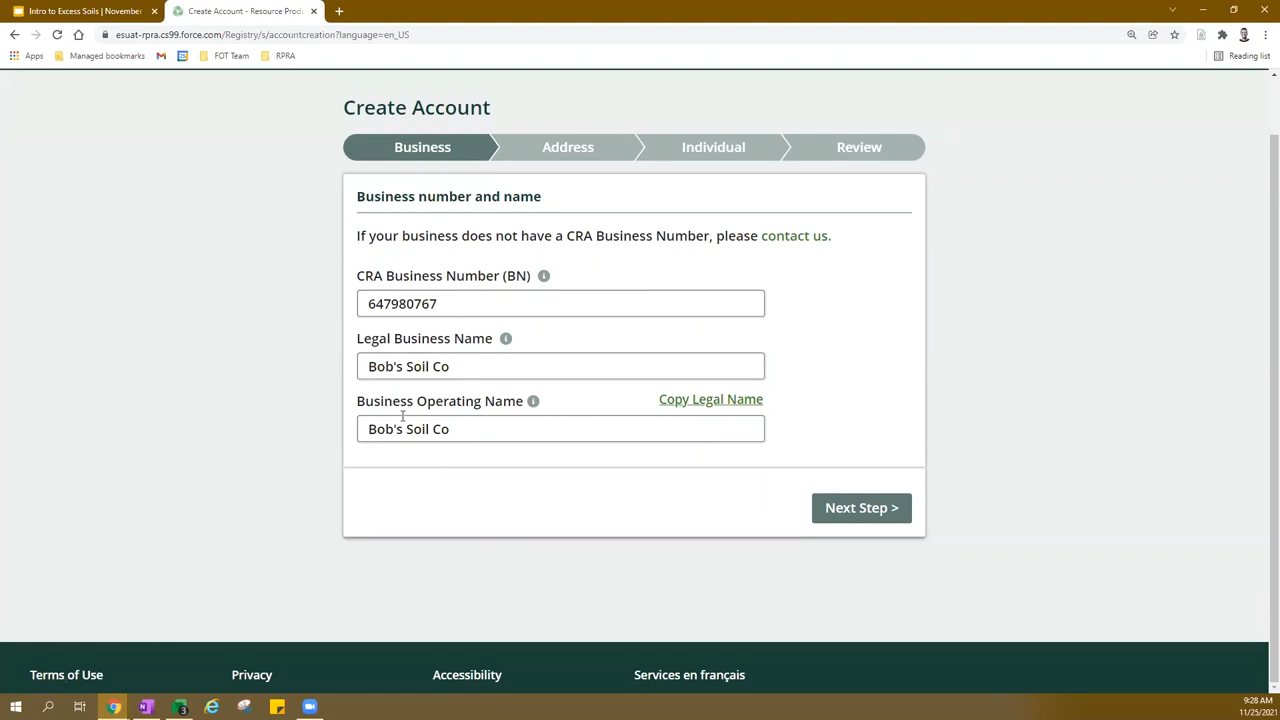 Intro to Excess Soils | November
Create Account - Resource Produ
esuat-rpra.cs99.force.com/Registry/s/accountcreation?language=en_US
Apps
Managed bookmarks
FOT Team
RPRA
Reading list
Create Account
Business
Address
Individual
Review
Business number and name
If your business does not have a CRA Business Number, please contact us.
CRA Business Number (BN)
647980767
Legal Business Name
Bob's Soil Co
Business Operating Name
Copy Legal Name
Bob's Soil Co
Next Step >
Terms of Use
Privacy
Accessibility
Services en français
9:28 AM
11/25/2021